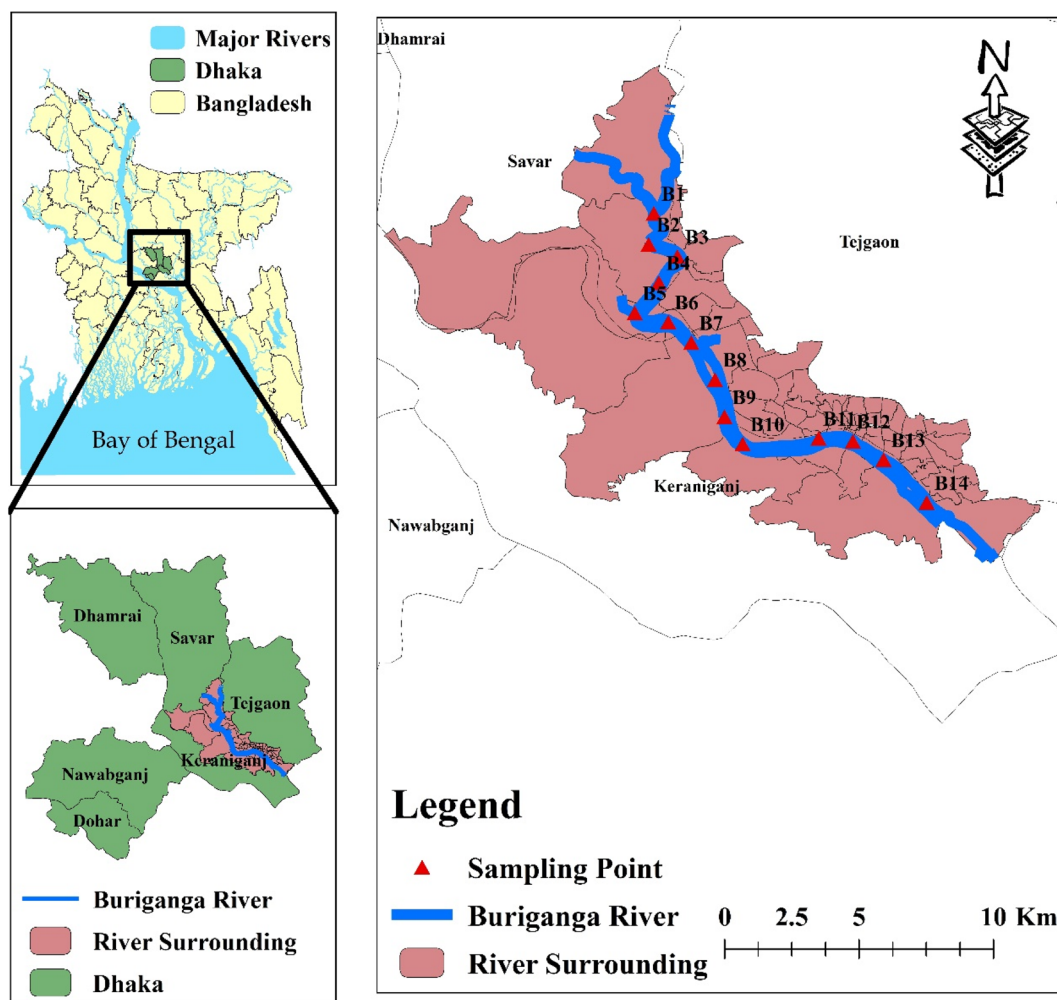 Major Rivers
Dhaka
Bangladesh
Bay of Bengal
Dhamrai
Savar
Tejgaon
Keraniganj
Nawabganj
Dohar
Buriganga River
River Surrounding
Dhaka
Dhamrai
N
Savar
B1
B2
B3
Tejgaon
B4
B5
B6
B7
B8
B9
B10
B11
B12
B13
Keraniganj
B14
Nawabganj
Legend
Sampling Point
Buriganga River
River Surrounding
0 2.5 5 10 Km